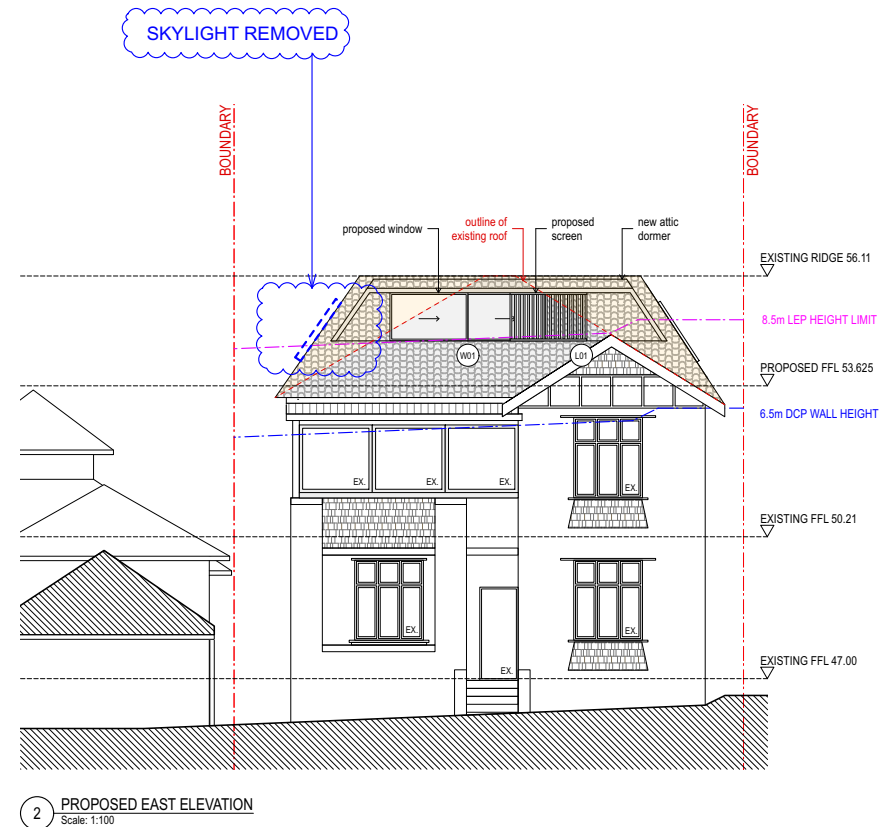 SKYLIGHT REMOVED
BOUNDARY
BOUNDARY
proposed window
outline of
existing roof
proposed
screen
new attic
dormer
EXISTING RIDGE 56.11
8.5m LEP HEIGHT LIMIT
W01
L01
PROPOSED FFL 53.625
6.5m DCP WALL HEIGHT
EX.
EX.
EX.
EX.
EXISTING FFL 50.21
EX.
EX.
EX.
EXISTING FFL 47.00
2
PROPOSED EAST ELEVATION
Scale: 1:100